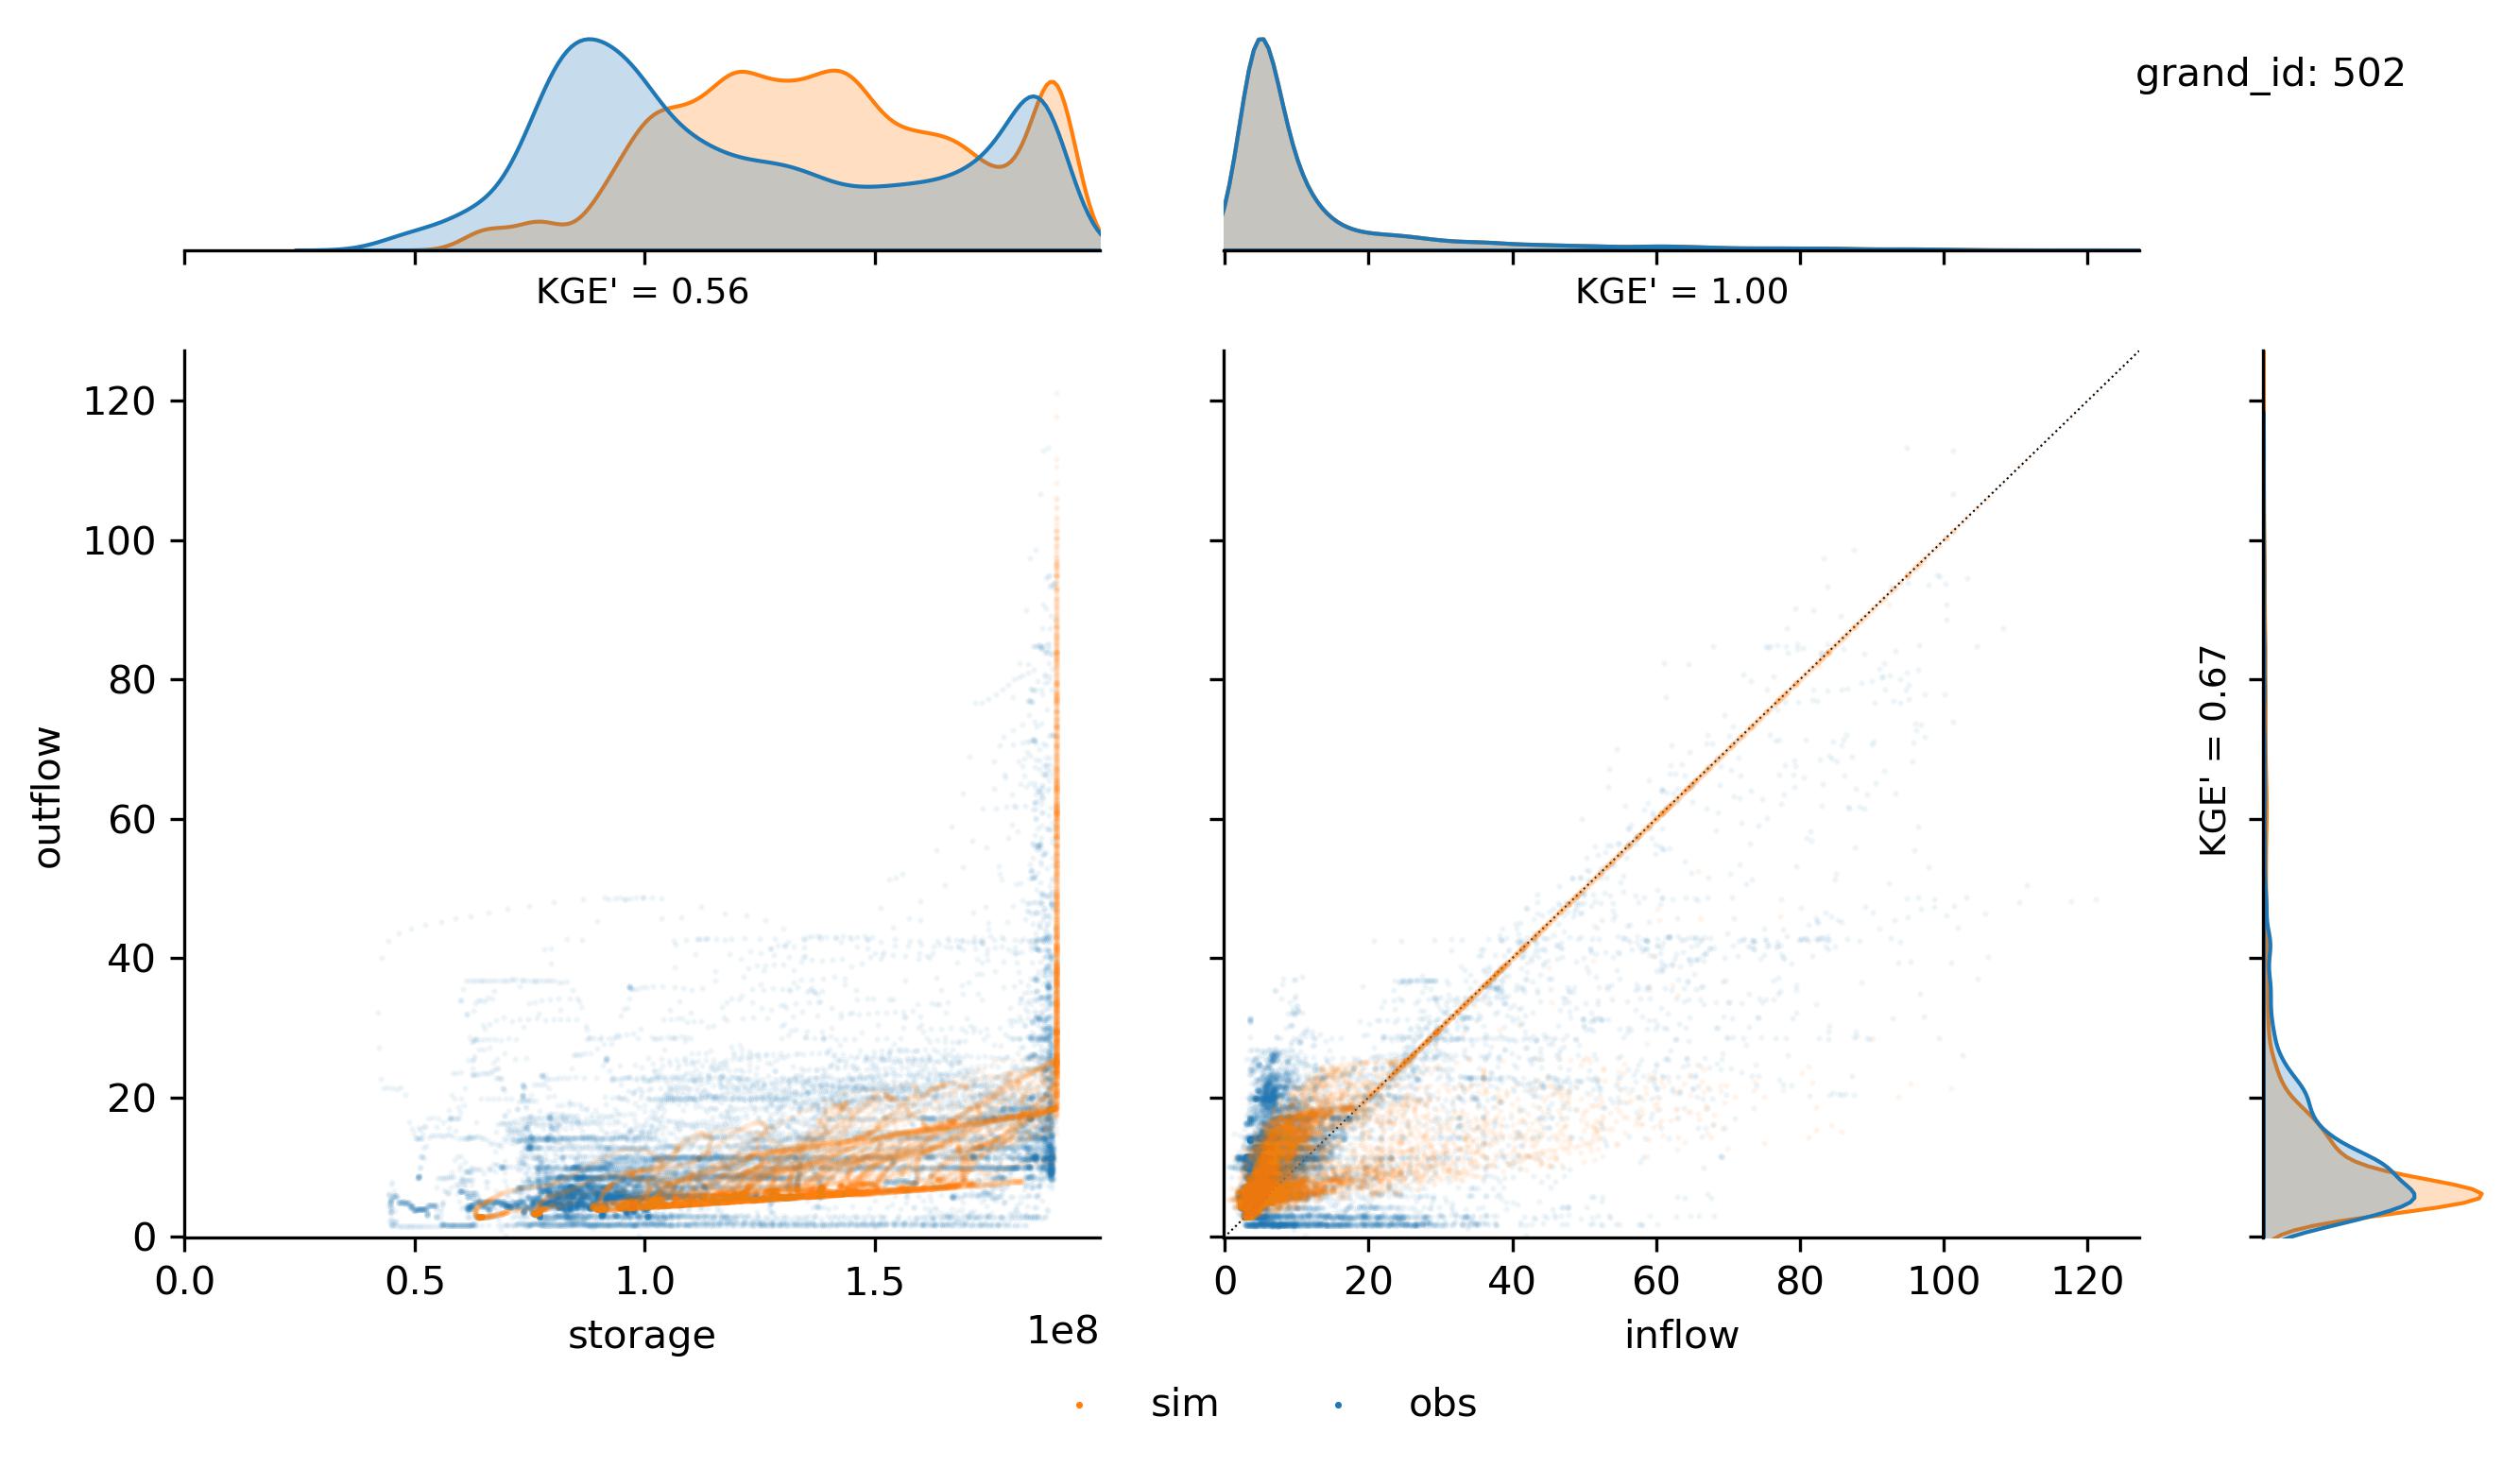 grand_id: 502
KGE' = 0.56
KGE' = 1.00
120
100
80
60
40
20
0
outflow
KGE' = 0.67
0.0 0.5 1.0 1.5
0 20 40 60 80 100 120
storage
1e8
inflow
sim
obs